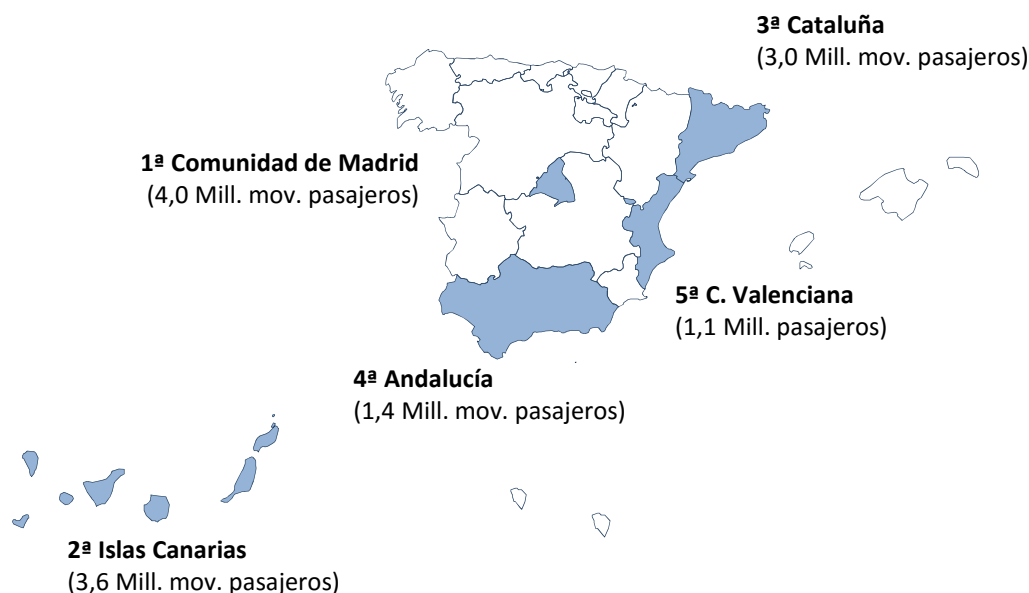 3ª Cataluña
(3,0 Mill. mov. pasajeros)
1ª Comunidad de Madrid
(4,0 Mill. mov. pasajeros)
5ª C. Valenciana
(1,1 Mill. pasajeros)
4ª Andalucía
(1,4 Mill. mov. pasajeros)
2ª Islas Canarias
(3,6 Mill. mov. pasajeros)